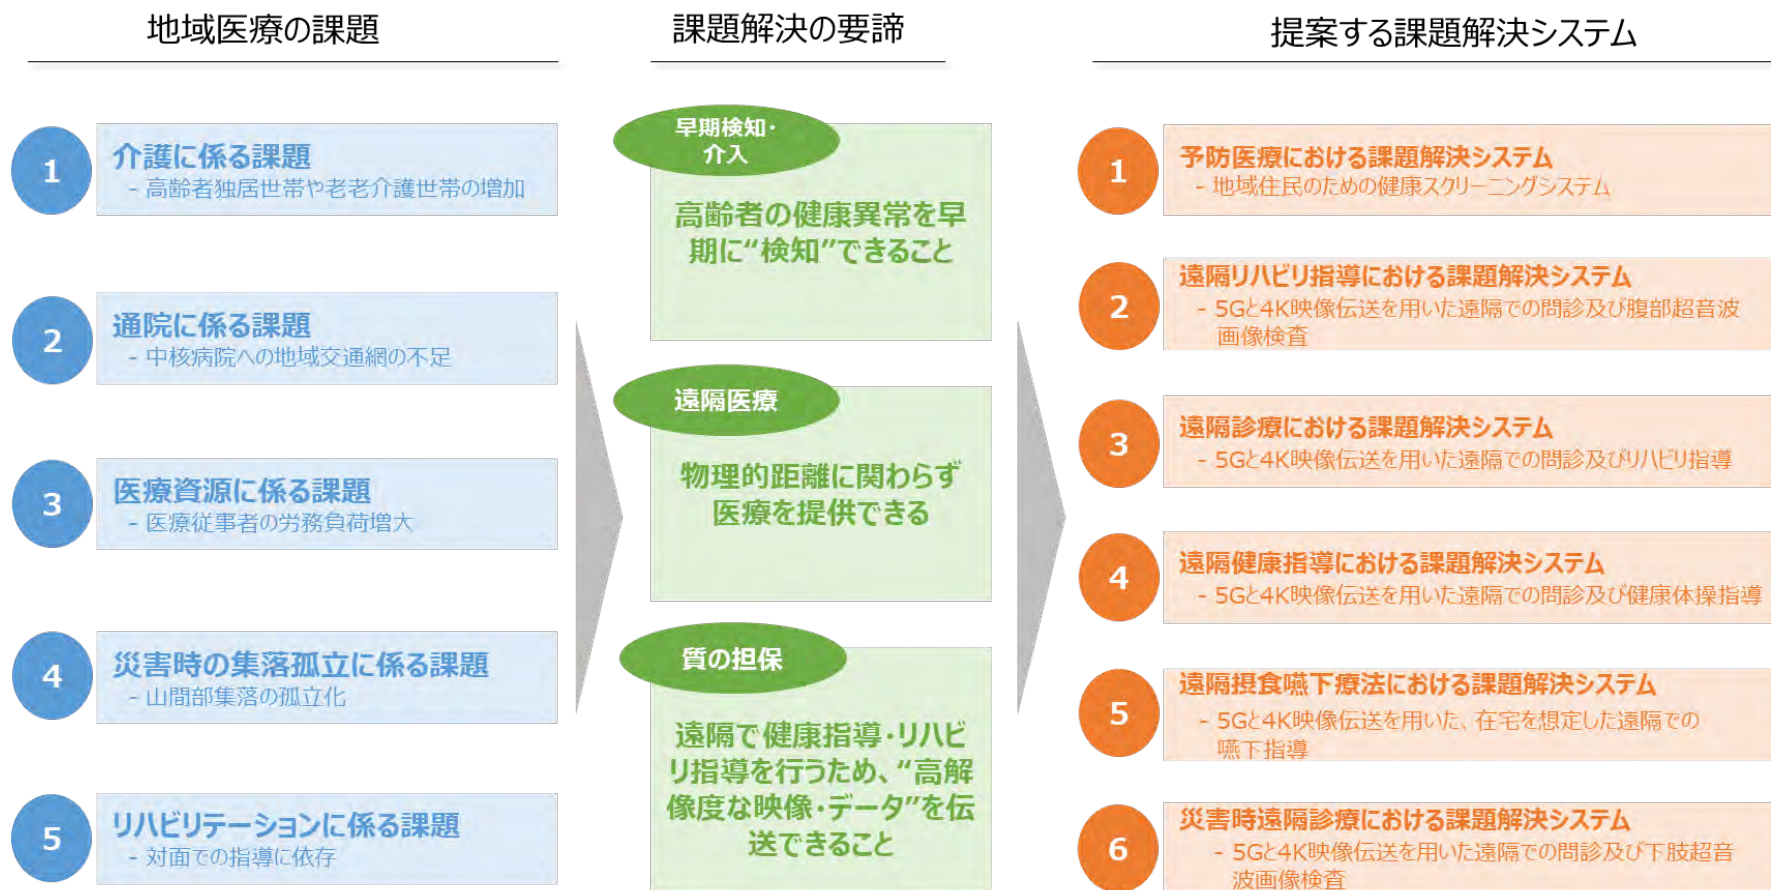 地域医療の課題
1
介護に係る課題
- 高齢者独居世帯や老老介護世帯の増加
2
通院に係る課題
- 中核病院への地域交通網の不足
3
医療資源に係る課題
- 医療従事者の労務負荷増大
4
災害時の集落孤立に係る課題
- 山間部集落の孤立化
5
リハビリテーションに係る課題
- 対面での指導に依存
課題解決の要諦
早期検知・
介入
高齢者の健康異常を早
期に“検知”できること
遠隔医療
物理的距離に関わらず
医療を提供できる
質の担保
遠隔で健康指導・リハビ
リ指導を行うため、“高解
像度な映像・データ”を伝
送できること
提案する課題解決システム
1
予防医療における課題解決システム
- 地域住民のための健康スクリーニングシステム
2
遠隔リハビリ指導における課題解決システム
- 5Gと4K映像伝送を用いた遠隔での問診及び腹部超音波
画像検査
3
遠隔診療における課題解決システム
- 5Gと4K映像伝送を用いた遠隔での問診及びリハビリ指導
4
遠隔健康指導における課題解決システム
- 5Gと4K映像伝送を用いた遠隔での問診及び健康体操指導
5
遠隔摂食嚥下療法における課題解決システム
- 5Gと4K映像伝送を用いた、在宅を想定した遠隔での
嚥下指導
6
災害時遠隔診療における課題解決システム
- 5Gと4K映像伝送を用いた遠隔での問診及び下肢超音
波画像検査